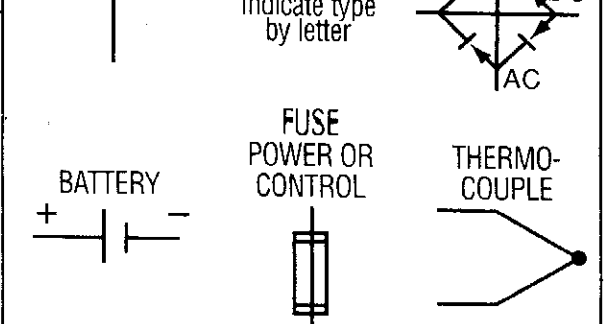 indicate type
by letter
AC
FUSE
POWER OR
CONTROL
BATTERY
+ −
THERMO-
COUPLE